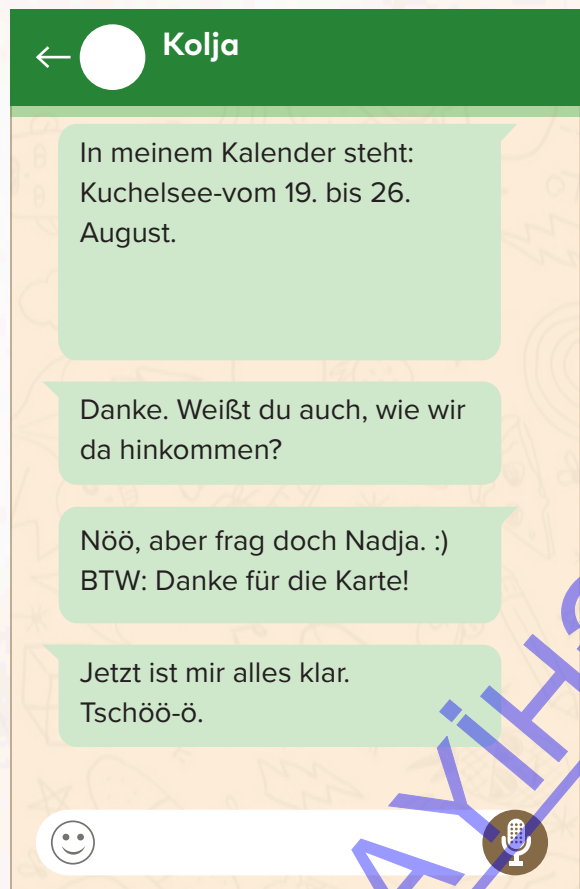 Kolja
In meinem Kalender steht:
Kuchelsee-vom 19. bis 26.
August.
Danke. Weißt du auch, wie wir
da hinkommen?
Nöö, aber frag doch Nadja. :)
BTW: Danke für die Karte!
Jetzt ist mir alles klar.
Tschöö-ö.